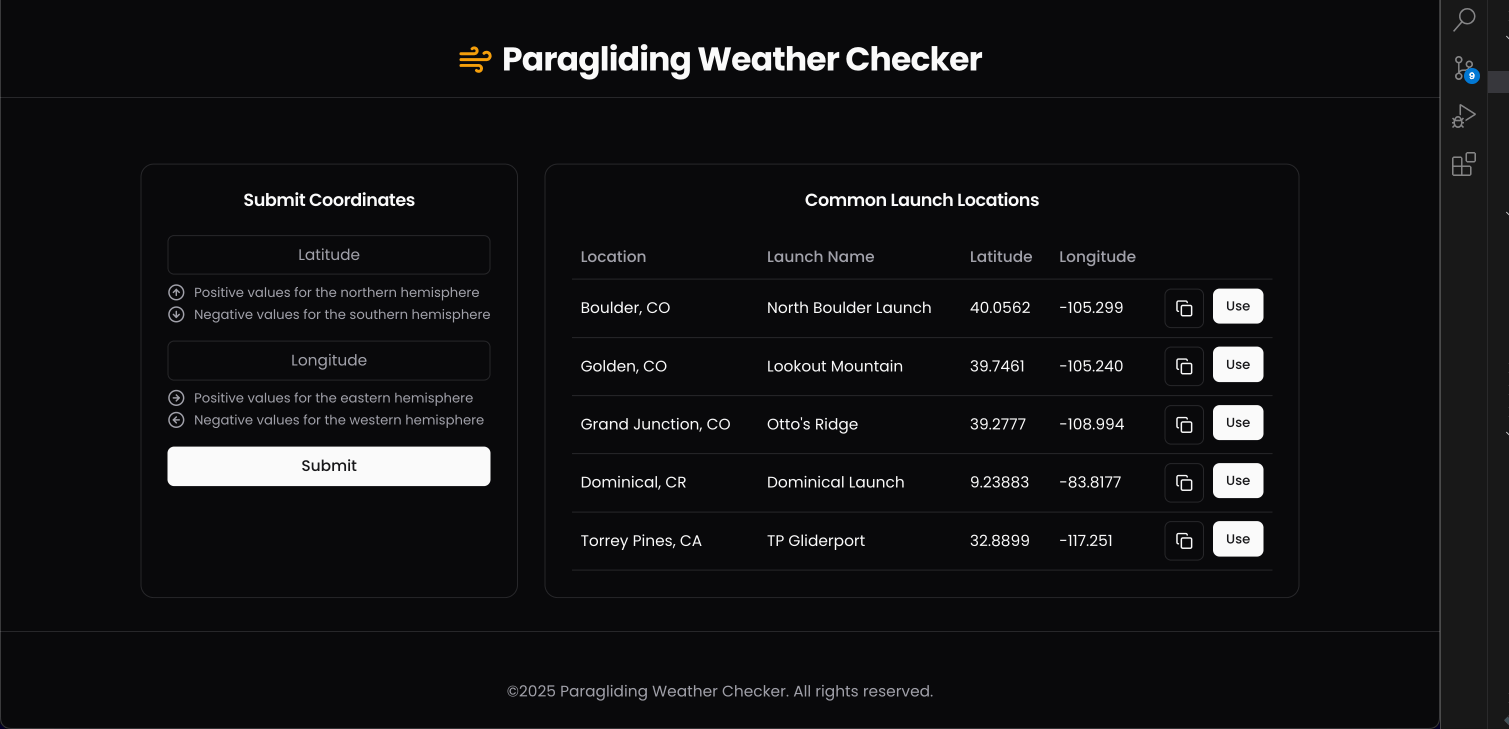 Paragliding Weather Checker
Submit Coordinates
Latitude
Positive values for the northern hemisphere
Negative values for the southern hemisphere
Longitude
Positive values for the eastern hemisphere
Negative values for the western hemisphere
Submit
Common Launch Locations
Location Launch Name Latitude Longitude
Boulder, CO North Boulder Launch 40.0562 -105.299 Use
Golden, CO Lookout Mountain 39.7461 -105.240 Use
Grand Junction, CO Otto's Ridge 39.2777 -108.994 Use
Dominical, CR Dominical Launch 9.23883 -83.8177 Use
Torrey Pines, CA TP Gliderport 32.8899 -117.251 Use
©2025 Paragliding Weather Checker. All rights reserved.
9